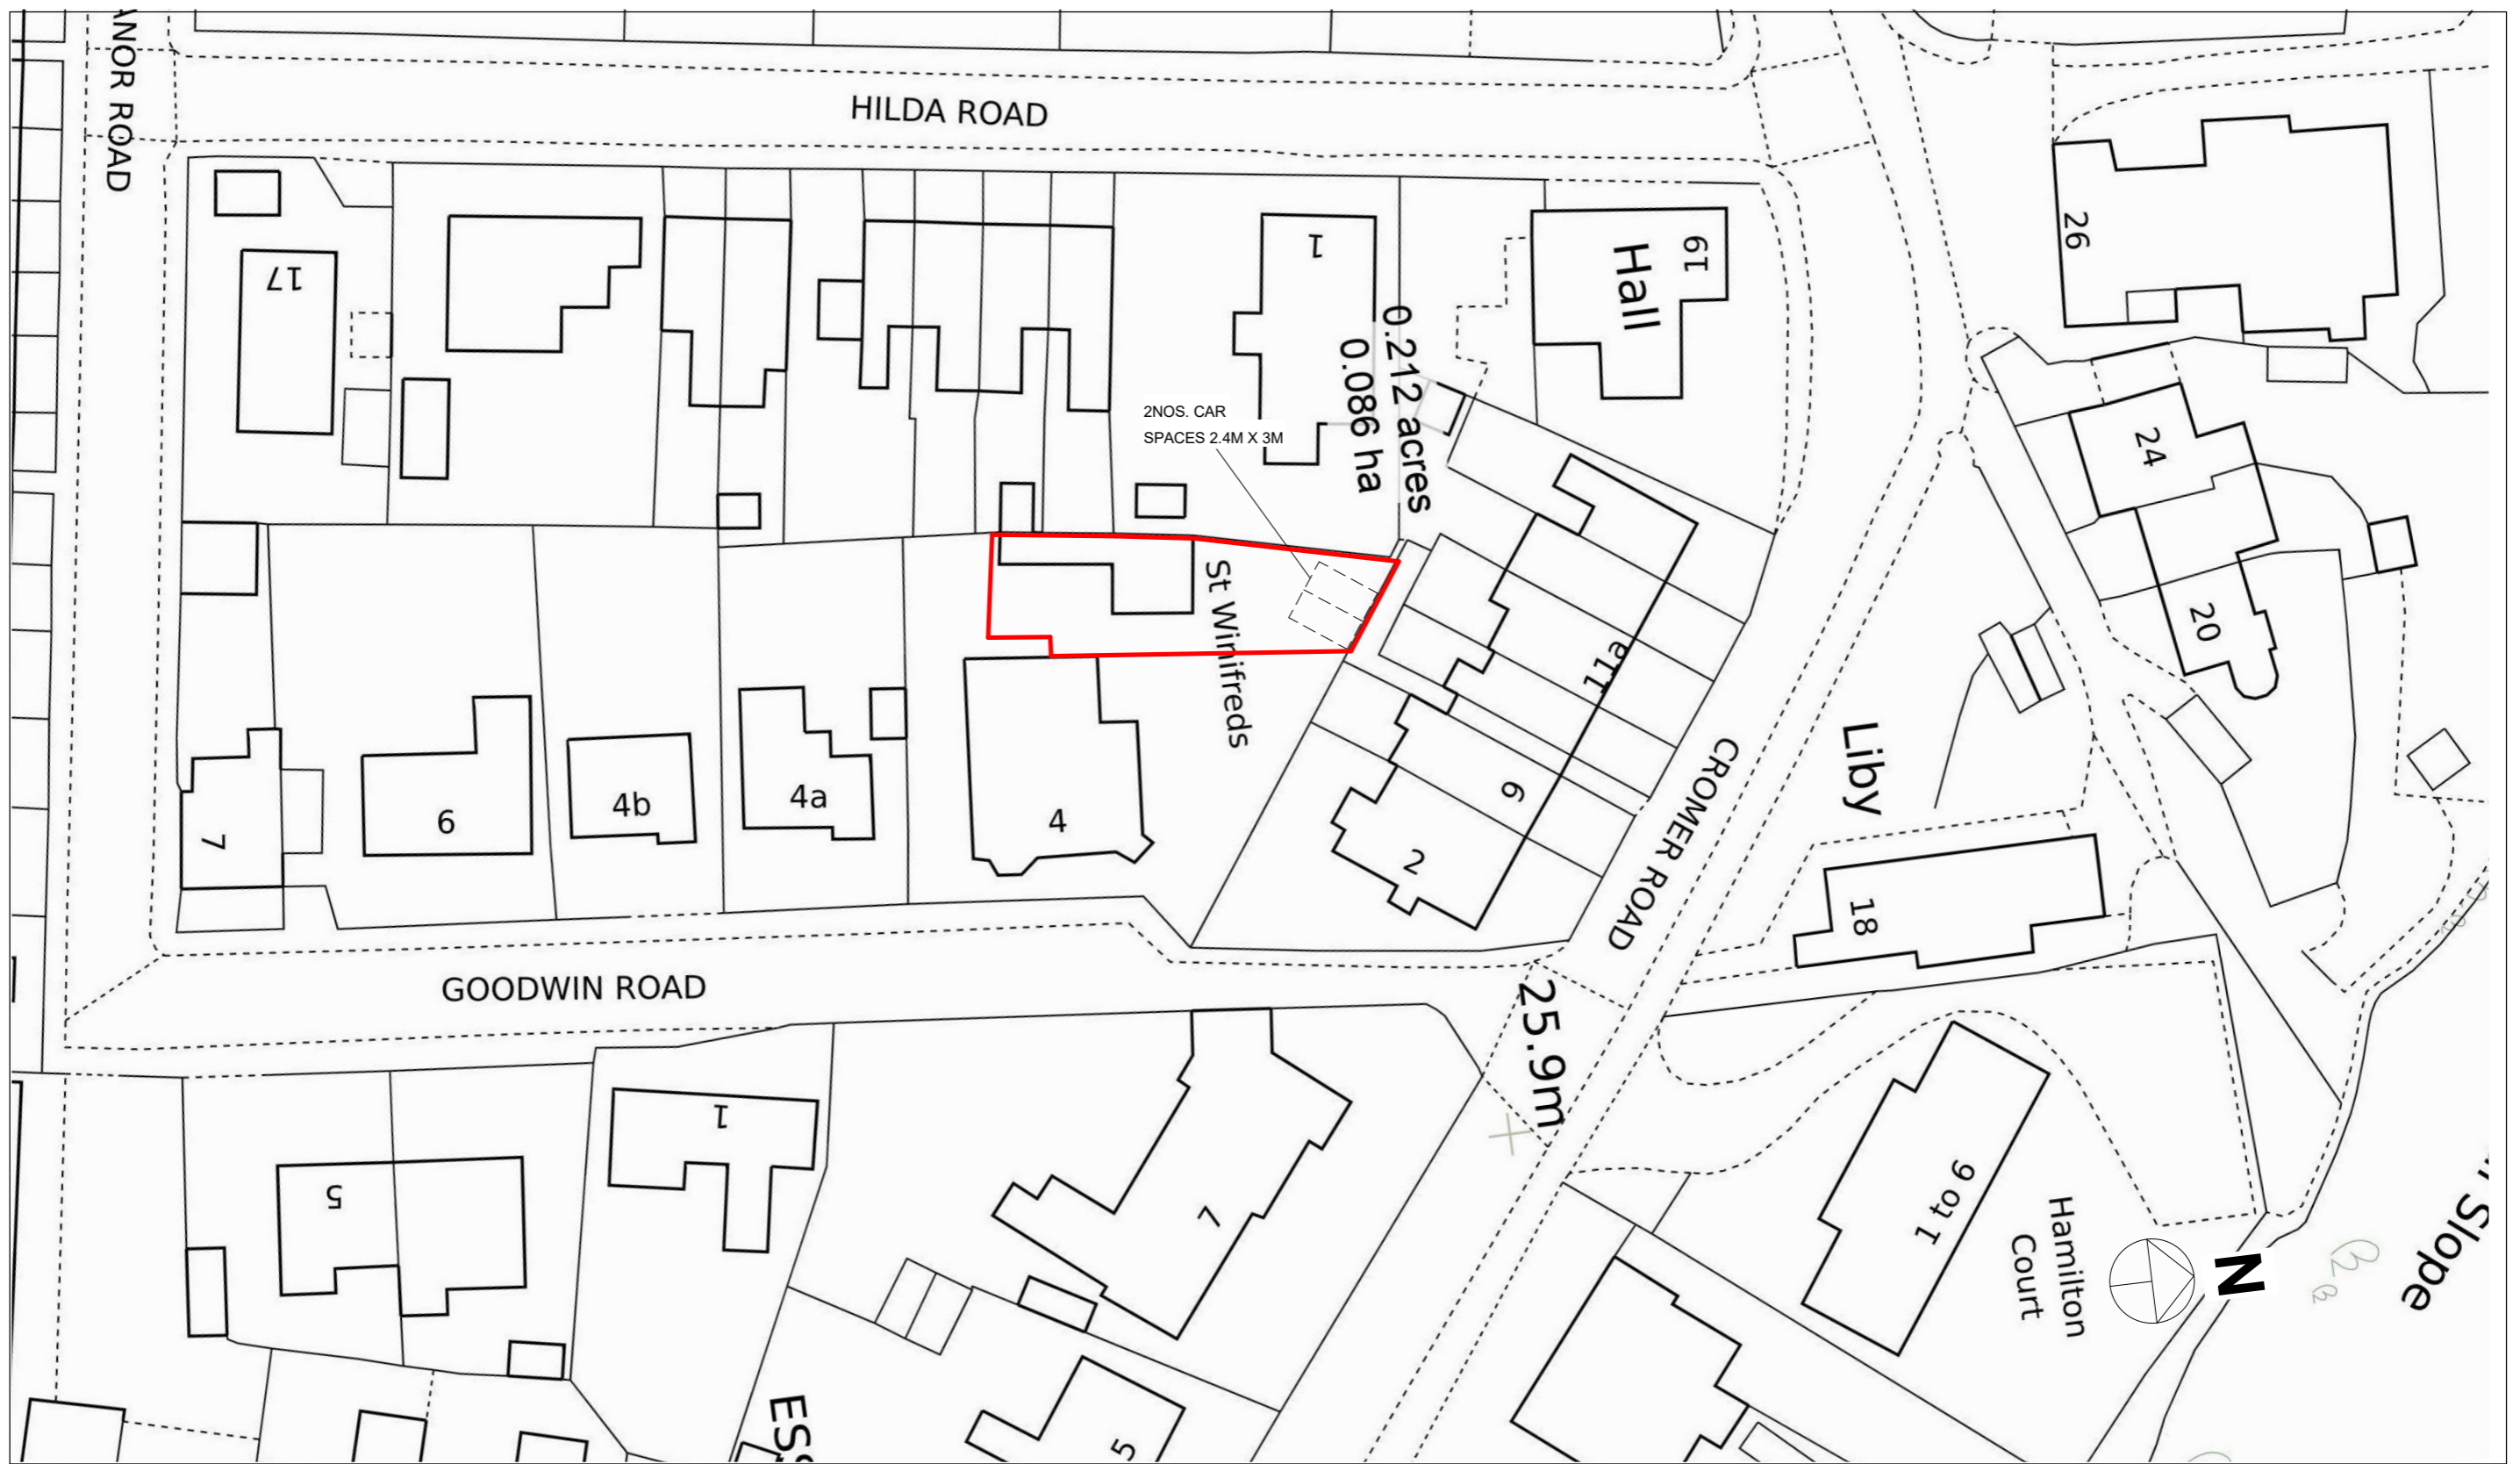 ANOR ROAD
HILDA ROAD
17
1
Hall
19
26
0.212 acres
0.086 ha
2NOS. CAR
SPACES 2.4M X 3M
24
20
St Winifreds
11a
9
2
CROMER ROAD
Liby
18
7
6
4b
4a
4
GOODWIN ROAD
25.9m
5
1
7
5
1 to 6
Hamilton
Court
N
Slope